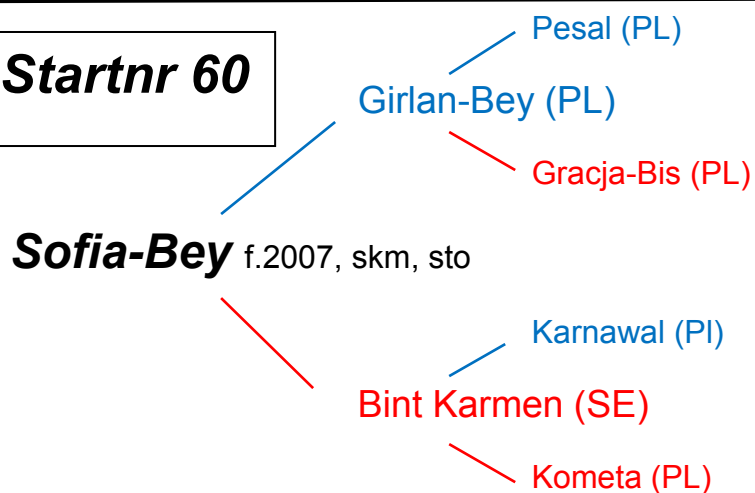 Pesal (PL)
Startnr 60
Girlan-Bey (PL)
Gracja-Bis (PL)
Sofia-Bey f.2007, skm, sto
Karnawal (Pl)
Bint Karmen (SE)
Kometa (PL)